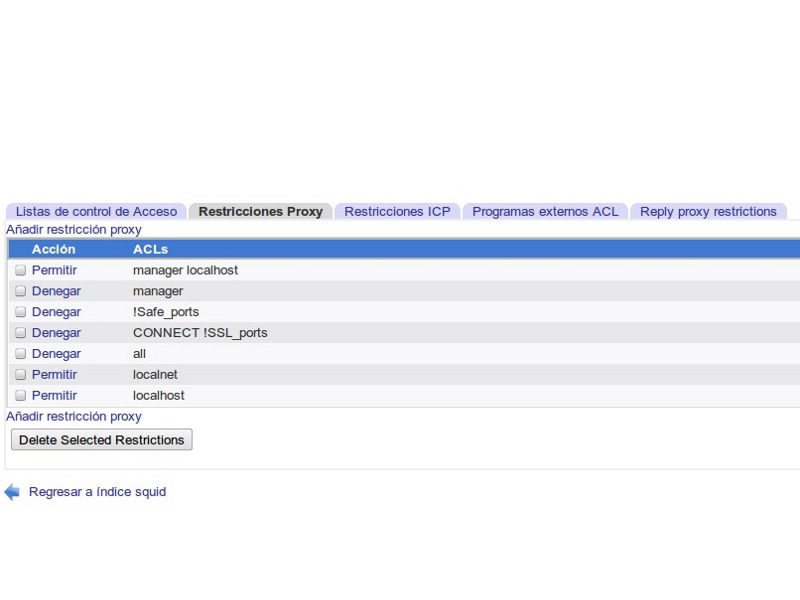 Listas de control de Acceso Restricciones Proxy Restricciones ICP Programas externos ACL Reply proxy restrictions
Añadir restricción proxy
Acción ACLs
Permitir manager localhost
Denegar manager
Denegar !Safe_ports
Denegar CONNECT !SSL_ports
Denegar all
Permitir localnet
Permitir localhost
Añadir restricción proxy
Delete Selected Restrictions
Regresar a índice squid